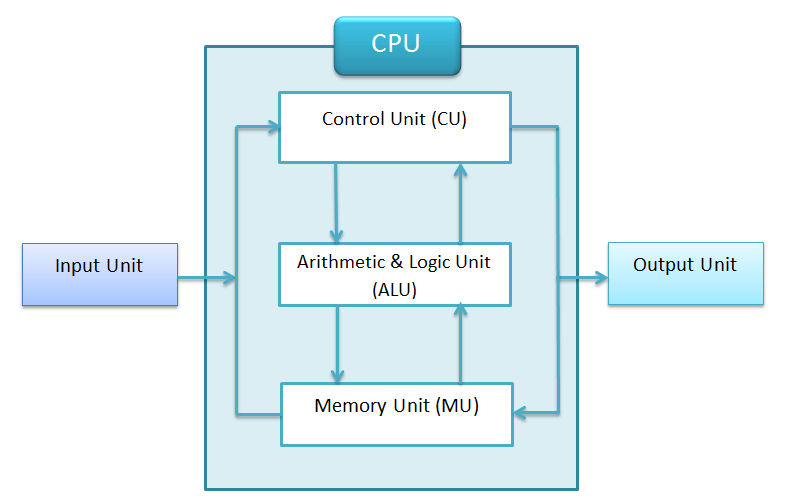 CPU
Control Unit (CU)
Input Unit
Arithmetic & Logic Unit
(ALU)
Output Unit
Memory Unit (MU)